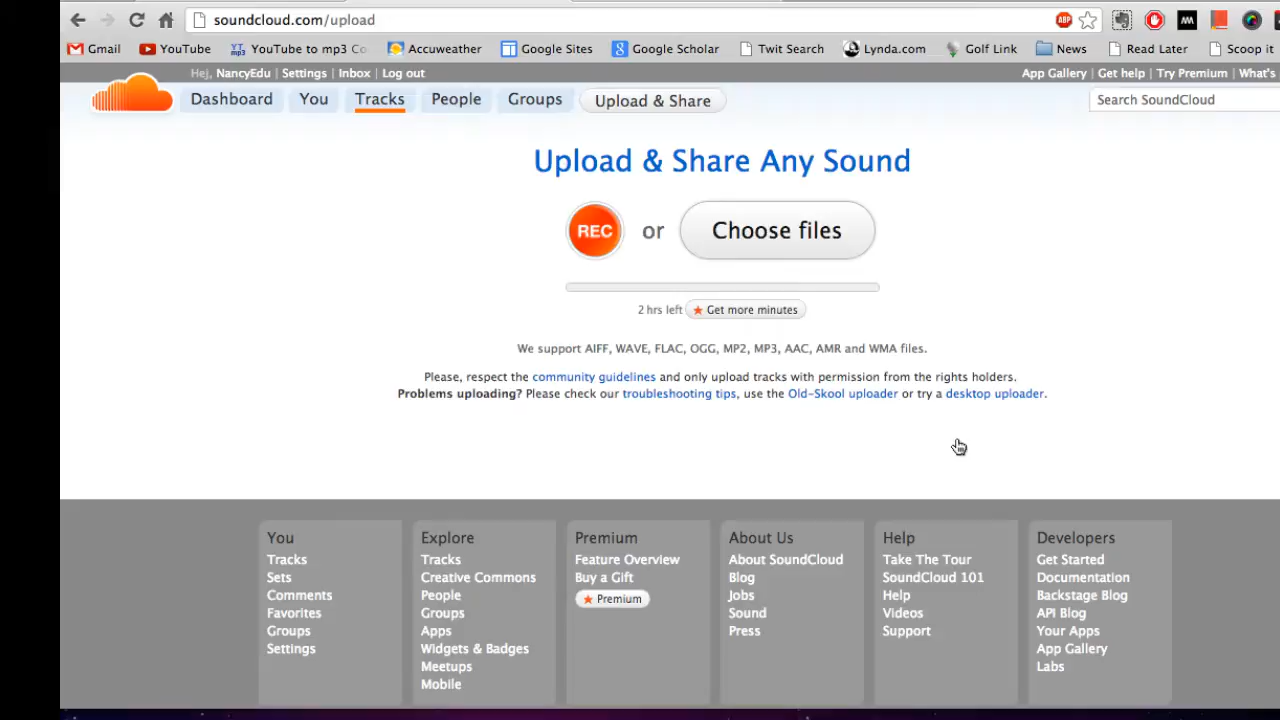 soundcloud.com/upload
ABP
Gmail YouTube YouTube to mp3 Co Accuweather Google Sites Google Scholar Twit Search Lynda.com Golf Link News Read Later Scoop it
Hej, NancyEdu | Settings | Inbox | Log out App Gallery | Get help | Try Premium | What's
Dashboard You Tracks People Groups Upload & Share Search SoundCloud
Upload & Share Any Sound
REC or Choose files
2 hrs left Get more minutes
We support AIFF, WAVE, FLAC, OGG, MP2, MP3, AAC, AMR and WMA files.
Please, respect the community guidelines and only upload tracks with permission from the rights holders.
Problems uploading? Please check our troubleshooting tips, use the Old-Skool uploader or try a desktop uploader.
You
Tracks
Sets
Comments
Favorites
Groups
Settings
Explore
Tracks
Creative Commons
People
Groups
Apps
Widgets & Badges
Meetups
Mobile
Premium
Feature Overview
Buy a Gift
Premium
About Us
About SoundCloud
Blog
Jobs
Sound
Press
Help
Take The Tour
SoundCloud 101
Help
Videos
Support
Developers
Get Started
Documentation
Backstage Blog
API Blog
Your Apps
App Gallery
Labs